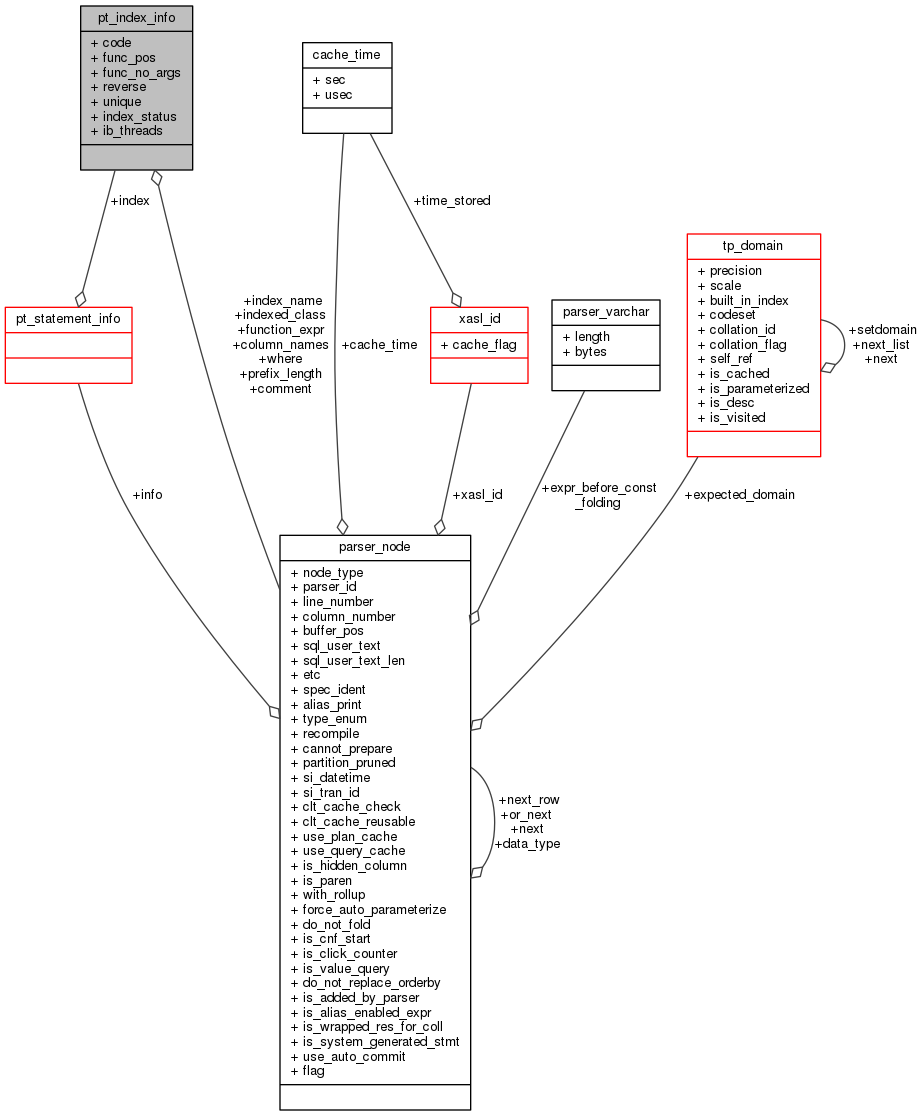 pt_index_info
+ code
+ func_pos
+ func_no_args
+ reverse
+ unique
+ index_status
+ ib_threads
cache_time
+ sec
+ usec
+index
+time_stored
tp_domain
+ precision
+ scale
+ built_in_index
+ codeset
+ collation_id
+ collation_flag
+ self_ref
+ is_cached
+ is_parameterized
+ is_desc
+ is_visited
+setdomain
+next_list
+next
pt_statement_info
+index_name
+indexed_class
+function_expr
+column_names
+where
+prefix_length
+comment
+cache_time
xasl_id
+ cache_flag
parser_varchar
+ length
+ bytes
+info
+xasl_id
+expr_before_const
_folding
+expected_domain
parser_node
+ node_type
+ parser_id
+ line_number
+ column_number
+ buffer_pos
+ sql_user_text
+ sql_user_text_len
+ etc
+ spec_ident
+ alias_print
+ type_enum
+ recompile
+ cannot_prepare
+ partition_pruned
+ si_datetime
+ si_tran_id
+ clt_cache_check
+ clt_cache_reusable
+ use_plan_cache
+ use_query_cache
+ is_hidden_column
+ is_paren
+ with_rollup
+ force_auto_parameterize
+ do_not_fold
+ is_cnf_start
+ is_click_counter
+ is_value_query
+ do_not_replace_orderby
+ is_added_by_parser
+ is_alias_enabled_expr
+ is_wrapped_res_for_coll
+ is_system_generated_stmt
+ use_auto_commit
+ flag
+next_row
+or_next
+next
+data_type